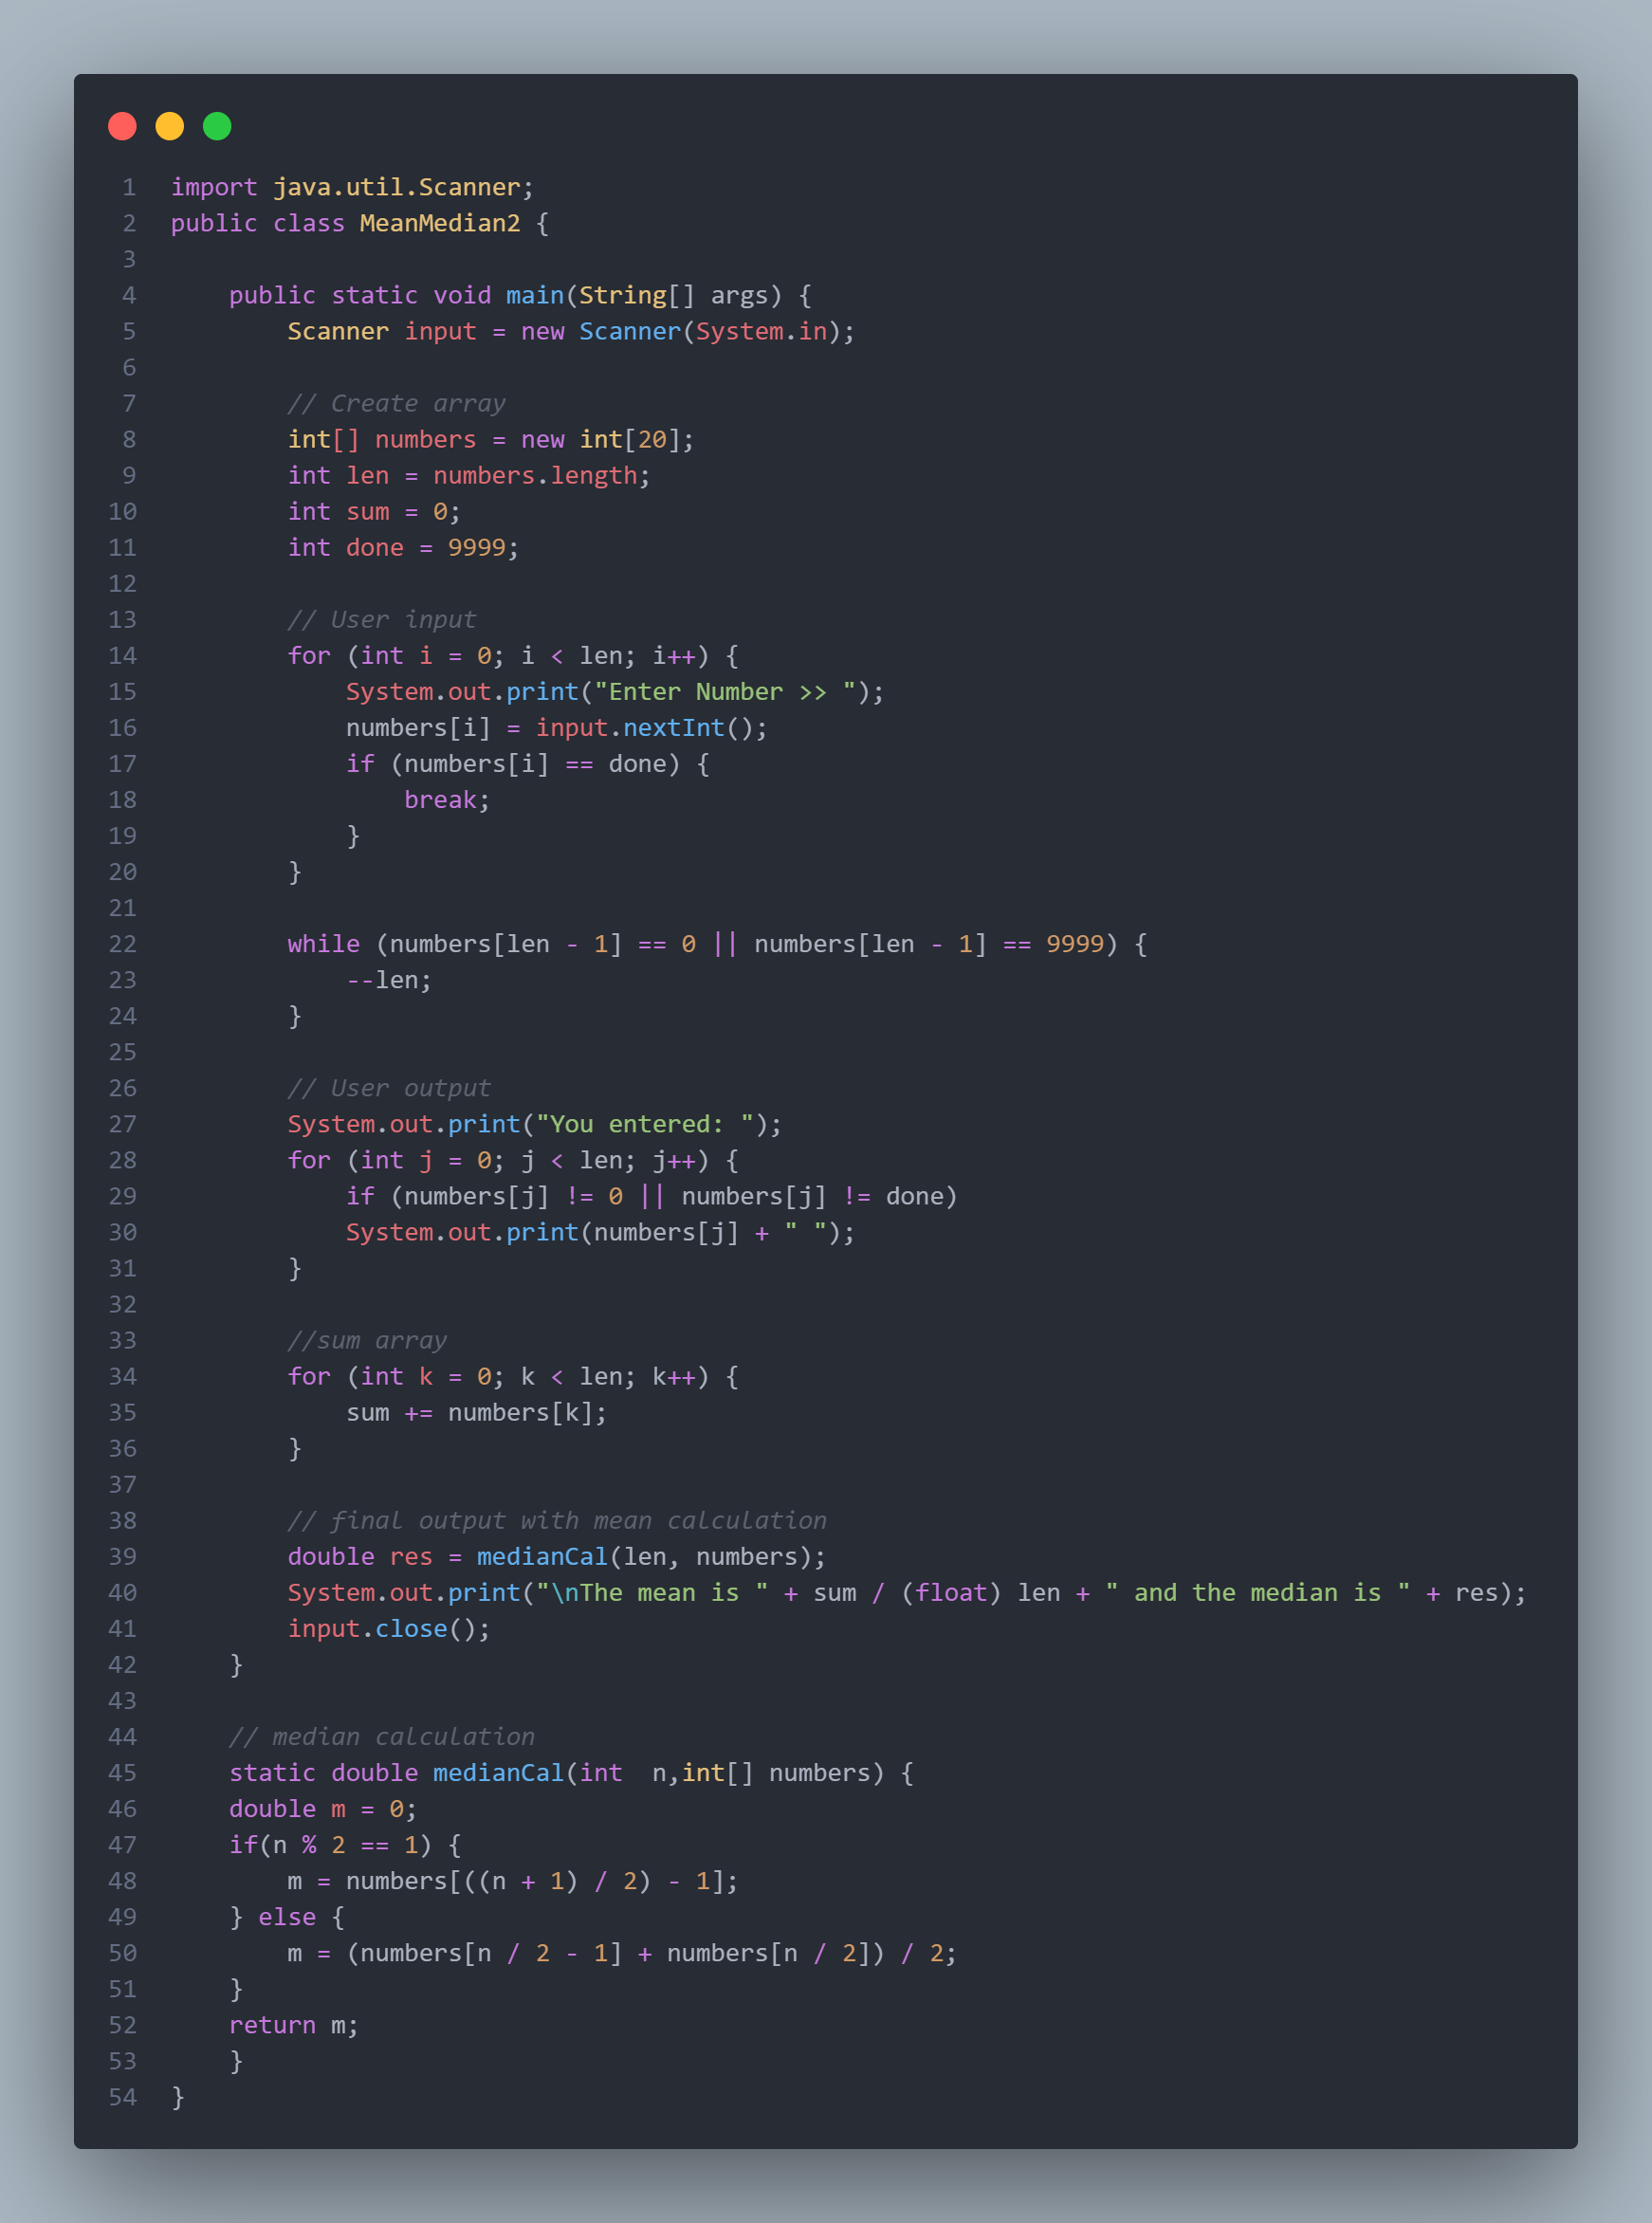 1 import java.util.Scanner;
2 public class MeanMedian2 {
3
4     public static void main(String[] args) {
5         Scanner input = new Scanner(System.in);
6
7         // Create array
8         int[] numbers = new int[20];
9         int len = numbers.length;
10         int sum = 0;
11         int done = 9999;
12
13         // User input
14         for (int i = 0; i < len; i++) {
15             System.out.print("Enter Number >> ");
16             numbers[i] = input.nextInt();
17             if (numbers[i] == done) {
18                 break;
19             }
20         }
21
22         while (numbers[len - 1] == 0 || numbers[len - 1] == 9999) {
23             --len;
24         }
25
26         // User output
27         System.out.print("You entered: ");
28         for (int j = 0; j < len; j++) {
29             if (numbers[j] != 0 || numbers[j] != done)
30             System.out.print(numbers[j] + " ");
31         }
32
33         //sum array
34         for (int k = 0; k < len; k++) {
35             sum += numbers[k];
36         }
37
38         // final output with mean calculation
39         double res = medianCal(len, numbers);
40         System.out.print("\nThe mean is " + sum / (float) len + " and the median is " + res);
41         input.close();
42     }
43
44     // median calculation
45     static double medianCal(int  n,int[] numbers) {
46     double m = 0;
47     if(n % 2 == 1) {
48         m = numbers[((n + 1) / 2) - 1];
49     } else {
50         m = (numbers[n / 2 - 1] + numbers[n / 2]) / 2;
51     }
52     return m;
53     }
54 }